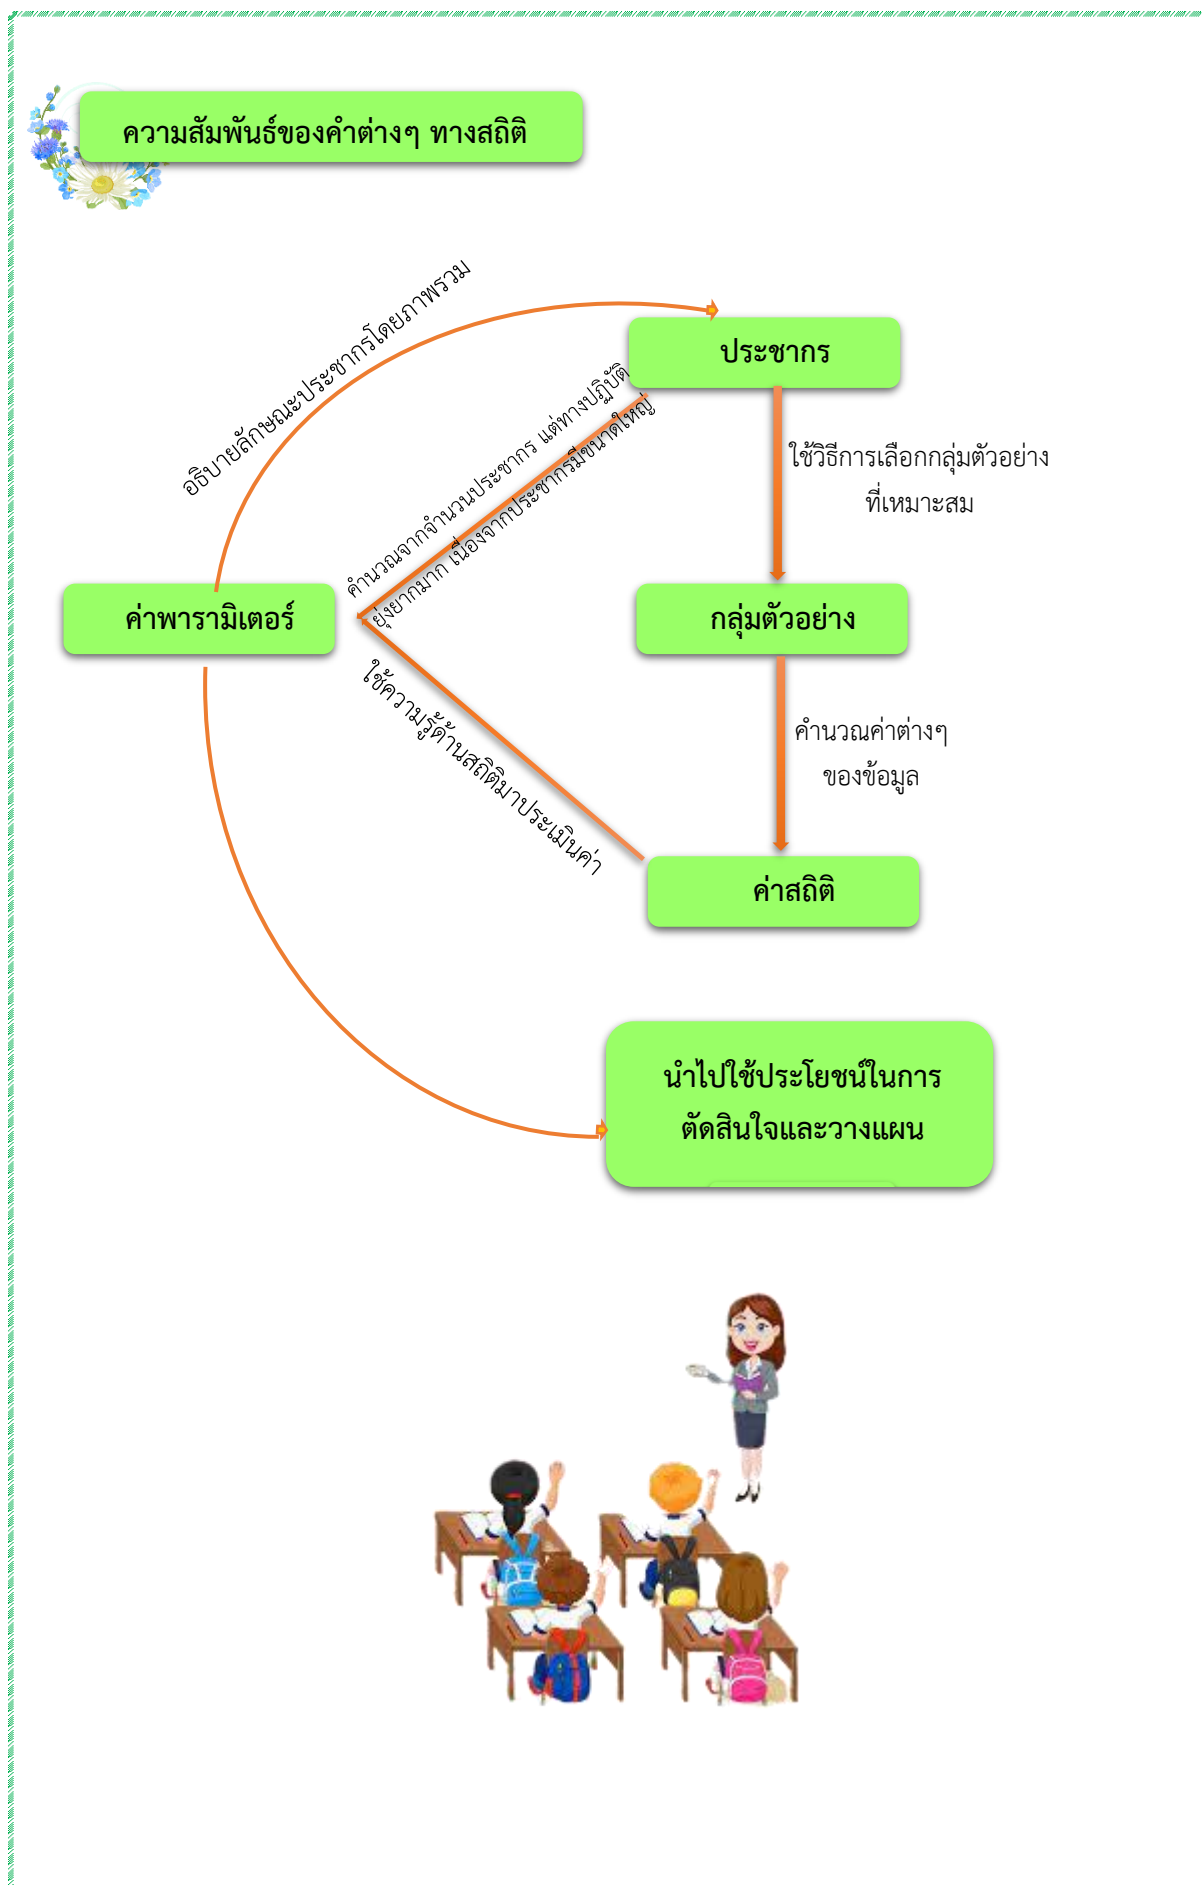 ความสัมพันธ์ของคำต่างๆ ทางสถิติ
อธิบายลักษณะประชากรโดยภาพรวม
ประชากร
คำนวณจากจำนวนประชากร แต่ทางปฏิบัติ
ยุ่งยากมาก เนื่องจากประชากรมีขนาดใหญ่
ใช้วิธีการเลือกกลุ่มตัวอย่าง
ที่เหมาะสม
ค่าพารามิเตอร์
กลุ่มตัวอย่าง
ใช้ความรู้ด้านสถิติมาประเมินค่า
คำนวณค่าต่างๆ
ของข้อมูล
ค่าสถิติ
นำไปใช้ประโยชน์ในการ
ตัดสินใจและวางแผน